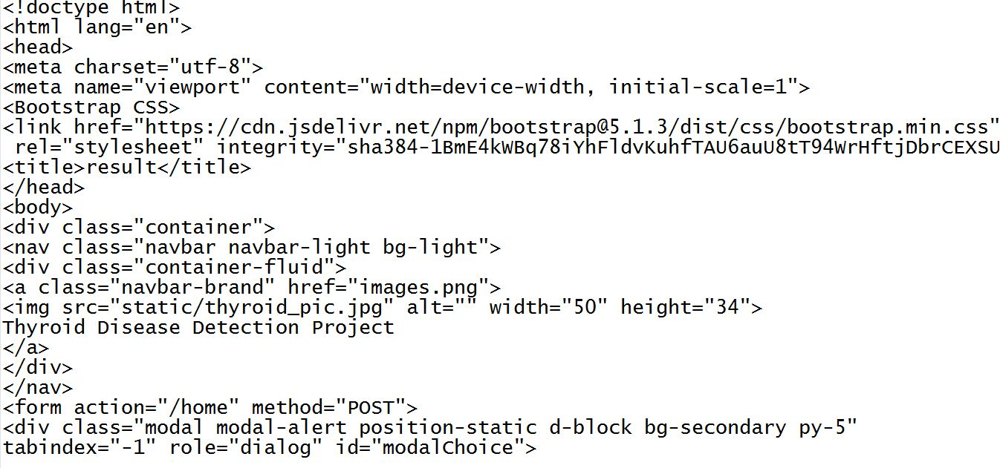 <!doctype html>
<html lang="en">
<head>
<meta charset="utf-8">
<meta name="viewport" content="width=device-width, initial-scale=1">
<Bootstrap CSS>
<link href="https://cdn.jsdelivr.net/npm/bootstrap@5.1.3/dist/css/bootstrap.min.css"
rel="stylesheet" integrity="sha384-1BmE4kWBq78iYhFldvKuhfTAU6auU8tT94WrHftjDbrCEXSU
<title>result</title>
</head>
<body>
<div class="container">
<nav class="navbar navbar-light bg-light">
<div class="container-fluid">
<a class="navbar-brand" href="images.png">
<img src="static/thyroid_pic.jpg" alt="" width="50" height="34">
Thyroid Disease Detection Project
</a>
</div>
</nav>
<form action="/home" method="POST">
<div class="modal modal-alert position-static d-block bg-secondary py-5"
tabindex="-1" role="dialog" id="modalChoice">